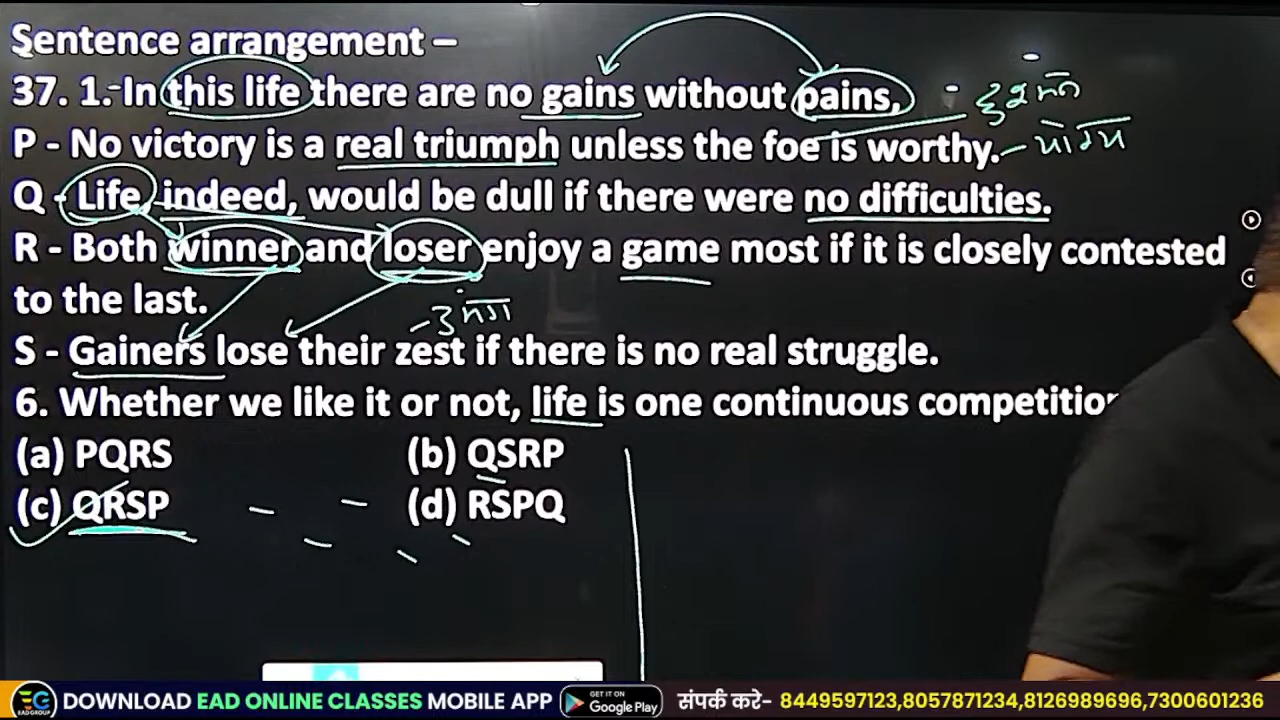 Sentence arrangement –
37. 1. In this life there are no gains without pains,
P - No victory is a real triumph unless the foe is worthy.
Q - Life, indeed, would be dull if there were no difficulties.
R - Both winner and loser enjoy a game most if it is closely contested
to the last.
S - Gainers lose their zest if there is no real struggle.
6. Whether we like it or not, life is one continuous
(a) PQRS (b) QSRP
(c) QRSP (d) RSPQ
EG EAD GROUP DOWNLOAD EAD ONLINE CLASSES MOBILE APP GET IT ON Google Play संपर्क करे- 8449597123,8057871234,8126989696,7300601236